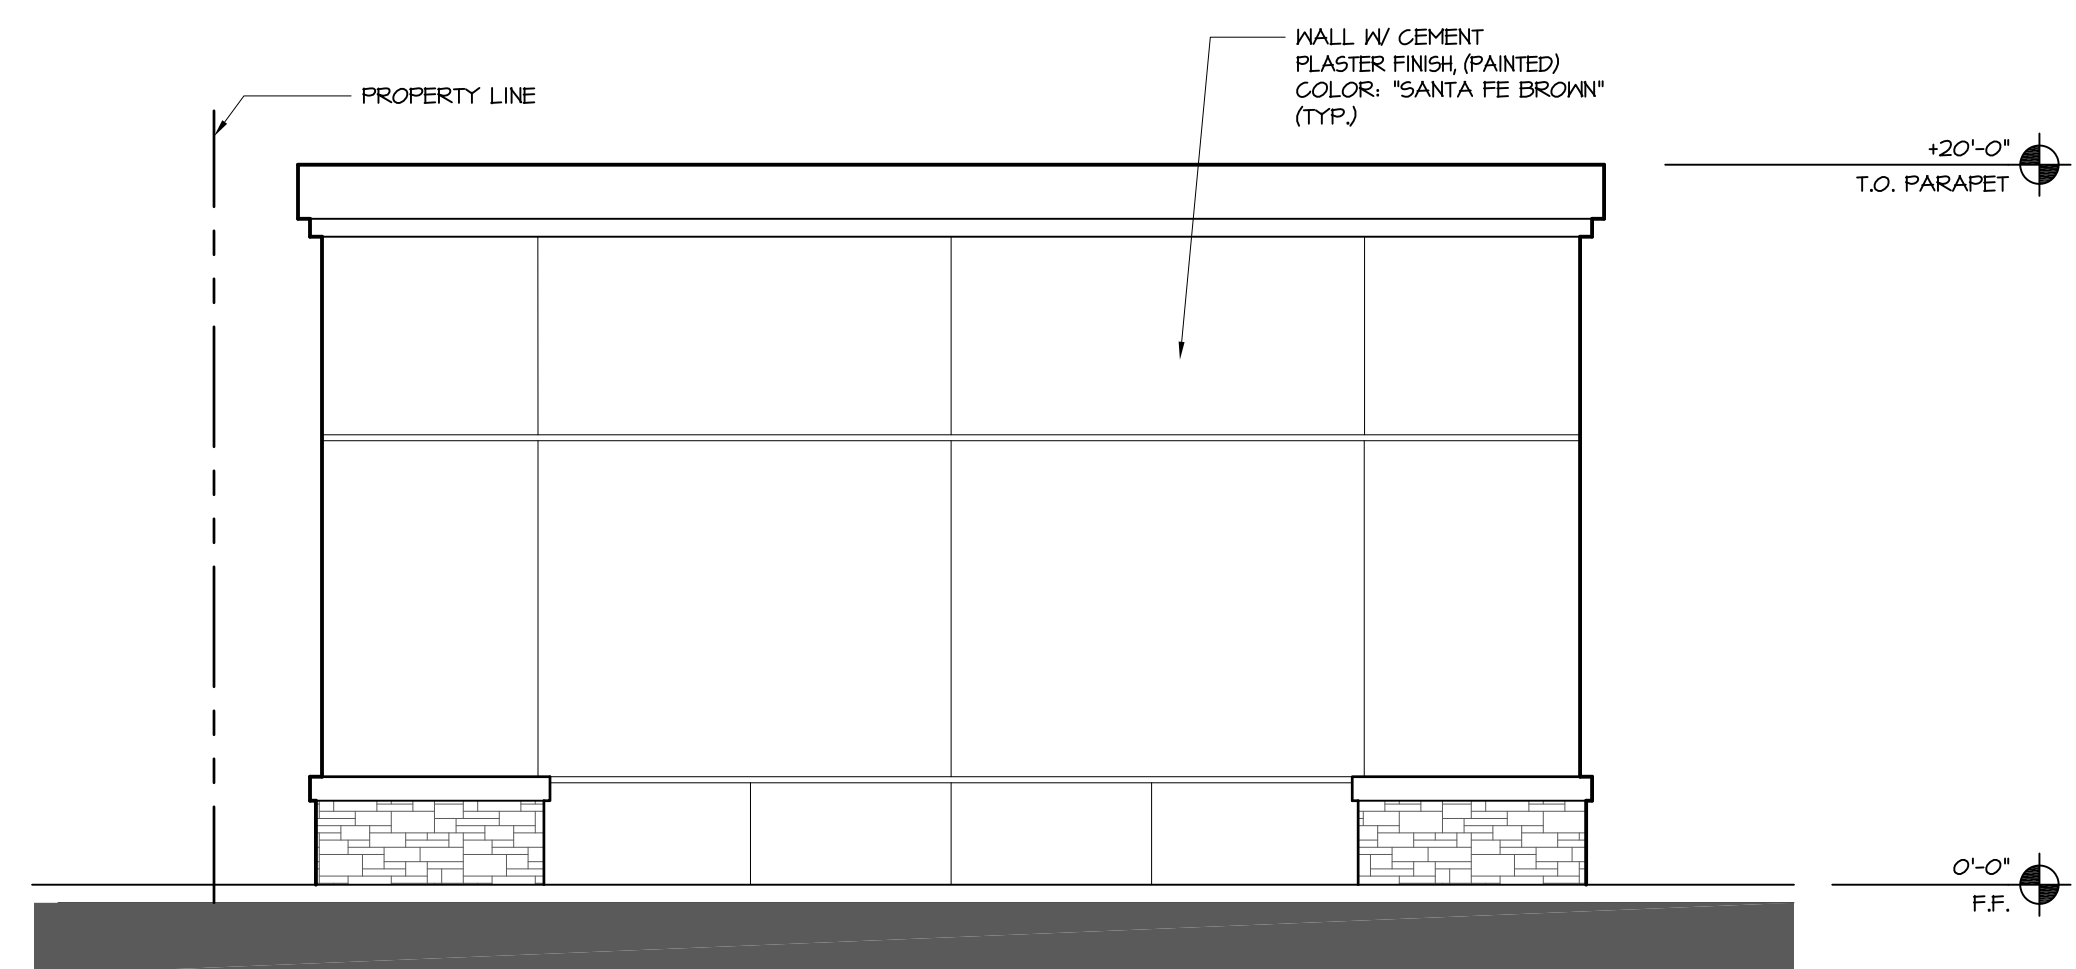 WALL W/ CEMENT
PLASTER FINISH, (PAINTED)
COLOR: "SANTA FE BROWN"
(TYP.)
PROPERTY LINE
+20'-0"
T.O. PARAPET
0'-0"
F.F.